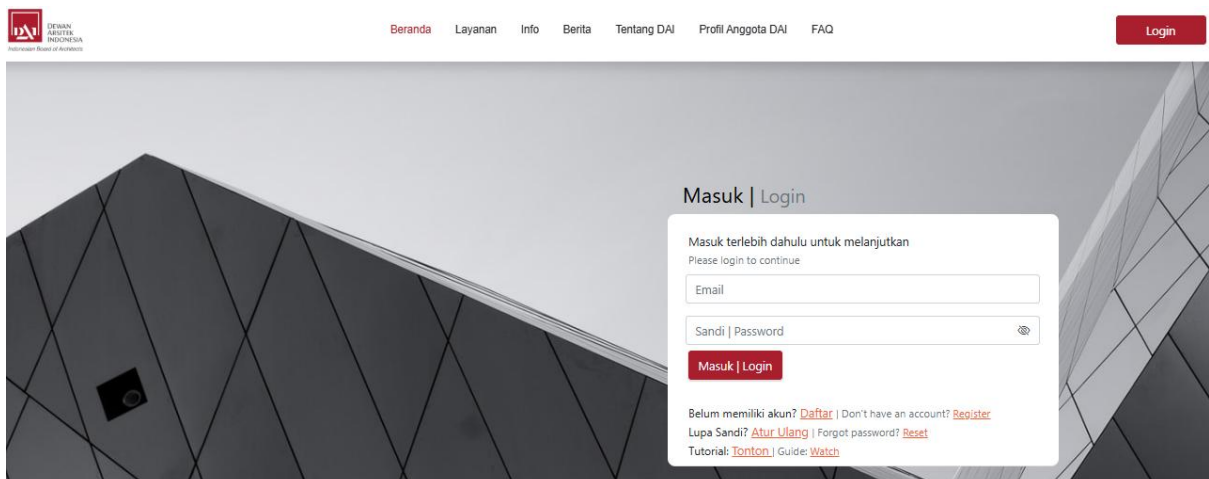 DEWAN
ARSITEK
INDONESIA
Indonesian Board of Architects
Beranda Layanan Info Berita Tentang DAI Profil Anggota DAI FAQ
Login
Masuk | Login
Masuk terlebih dahulu untuk melanjutkan
Please login to continue
Email
Sandi | Password
Masuk | Login
Belum memiliki akun? Daftar | Don't have an account? Register
Lupa Sandi? Atur Ulang | Forgot password? Reset
Tutorial: Tonton | Guide: Watch